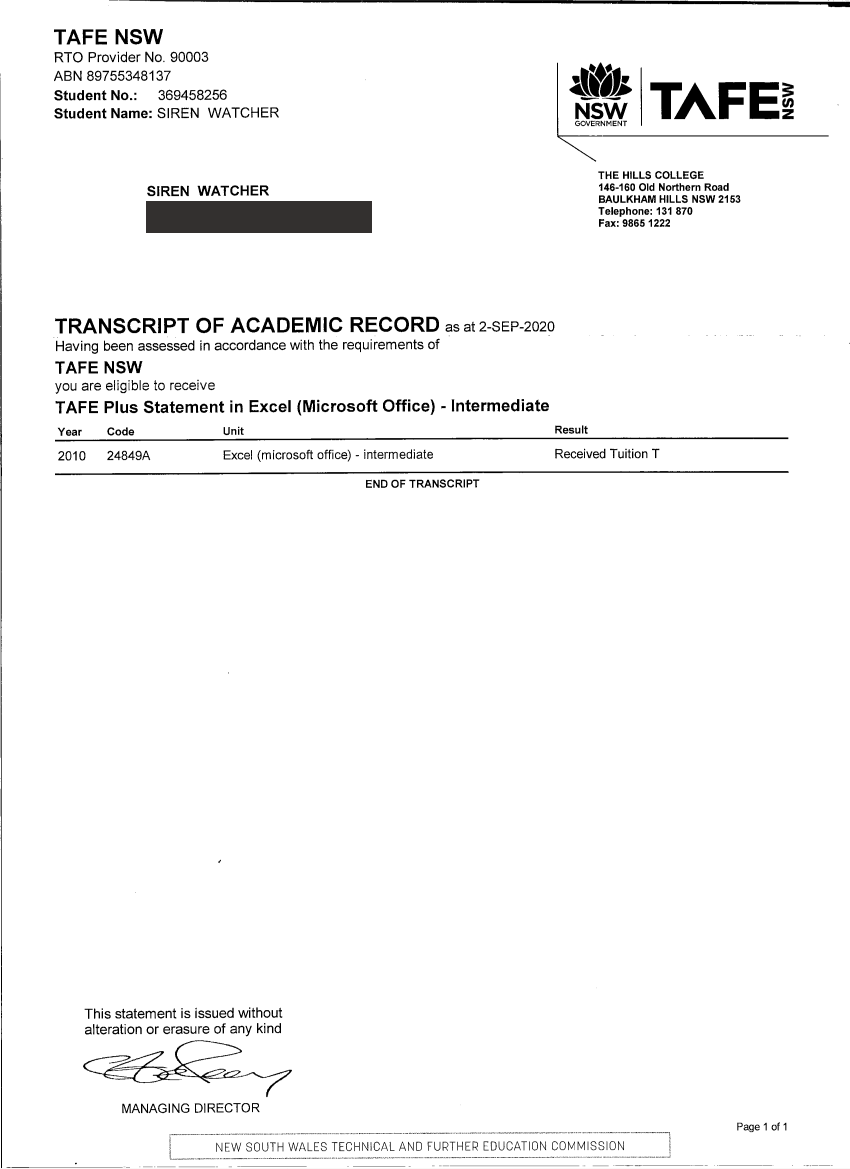 TAFE NSW
RTO Provider No. 90003
ABN 89755348137
Student No.: 369458256
Student Name: SIREN WATCHER
NSW
GOVERNMENT
TAFE NSW
THE HILLS COLLEGE
146-160 Old Northern Road
BAULKHAM HILLS NSW 2153
Telephone: 131 870
Fax: 9865 1222
SIREN WATCHER
TRANSCRIPT OF ACADEMIC RECORD as at 2-SEP-2020
Having been assessed in accordance with the requirements of
TAFE NSW
you are eligible to receive
TAFE Plus Statement in Excel (Microsoft Office) - Intermediate
Year Code Unit Result
2010 24849A Excel (microsoft office) - intermediate Received Tuition T
END OF TRANSCRIPT
This statement is issued without
alteration or erasure of any kind
MANAGING DIRECTOR
Page 1 of 1
NEW SOUTH WALES TECHNICAL AND FURTHER EDUCATION COMMISSION